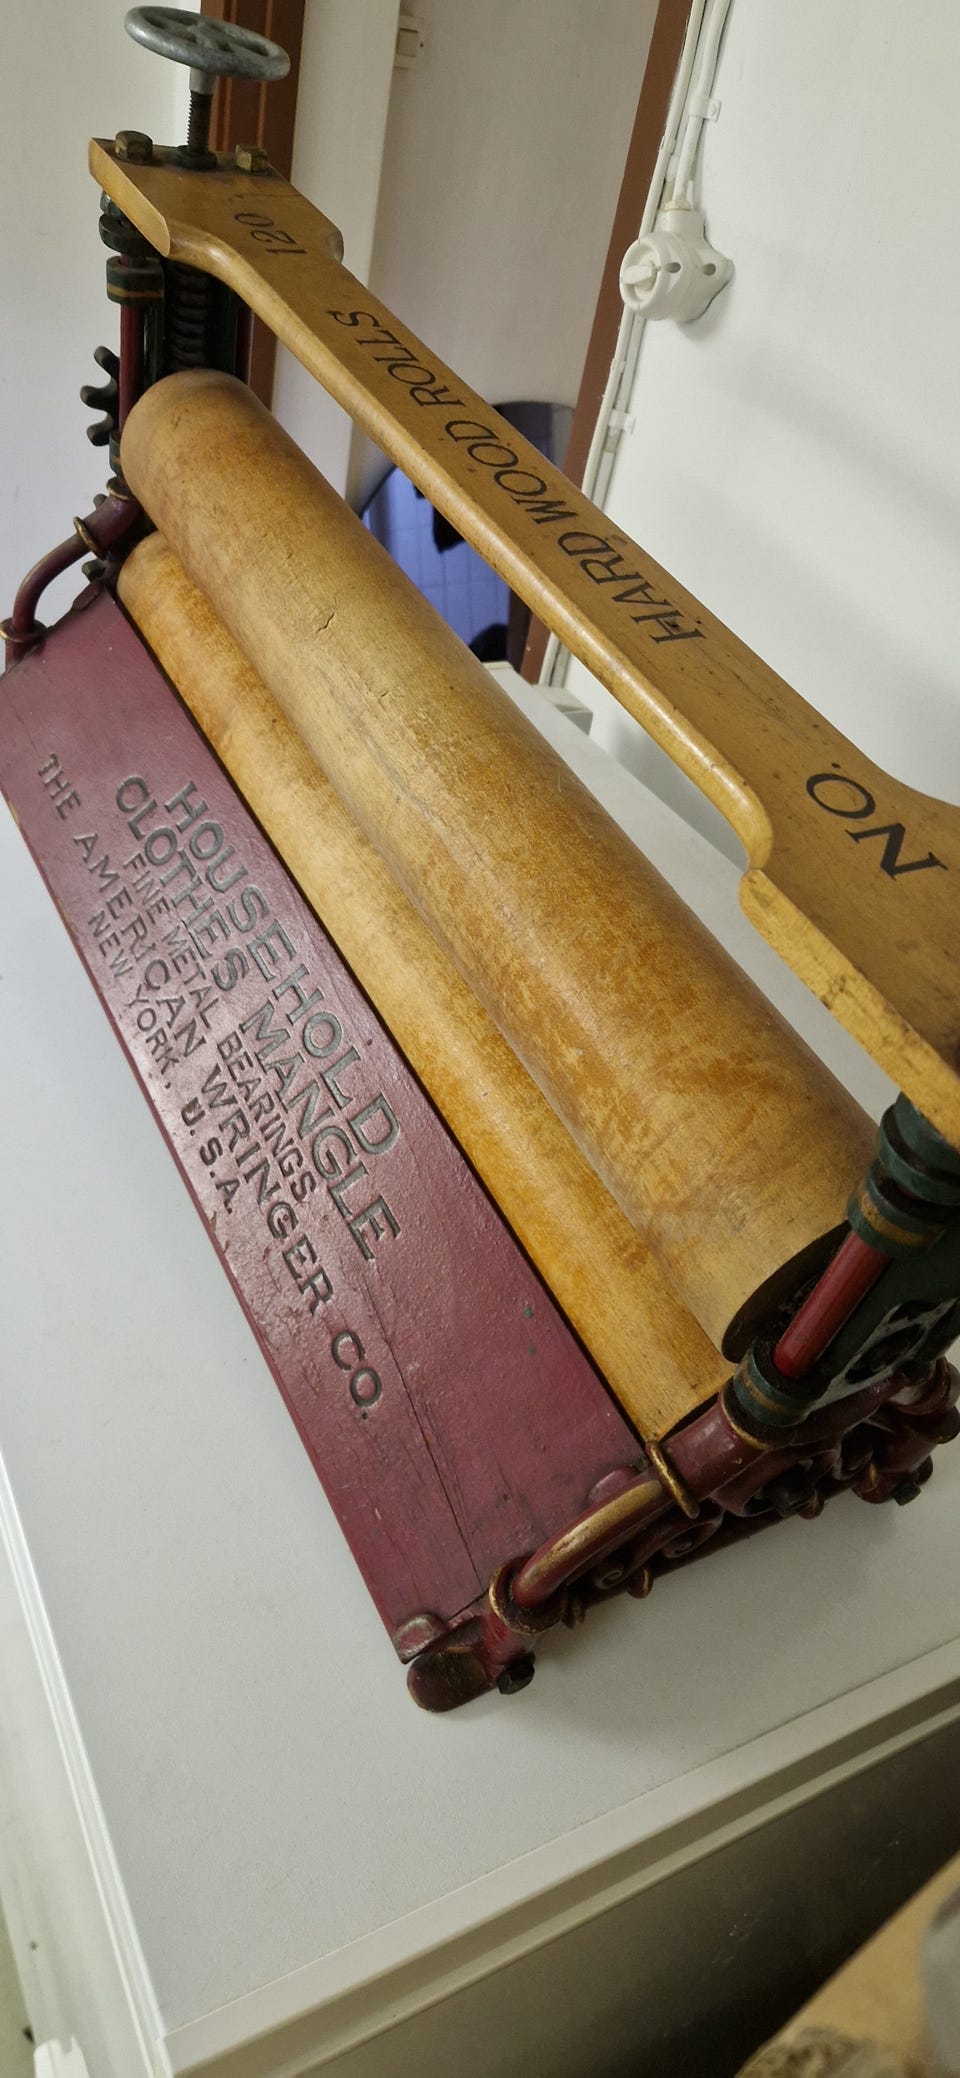 NO. HARD WOOD ROLLS 120
HOUSEHOLD
CLOTHES MANGLE
FINE METAL BEARINGS
THE AMERICAN WRINGER CO.
NEW YORK, U.S.A.